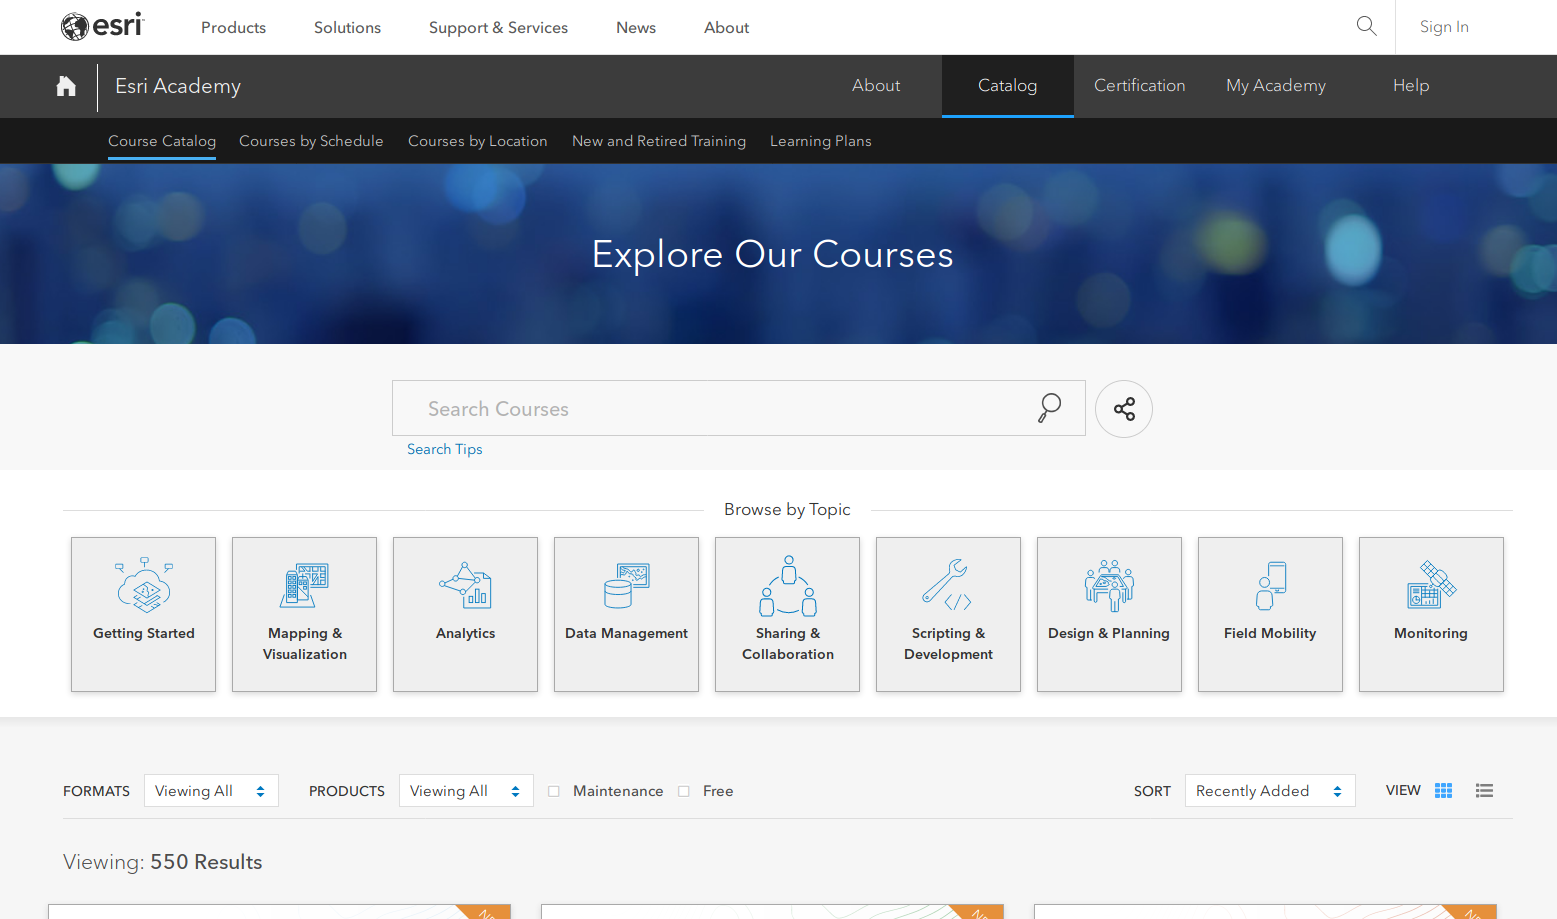 esri
Products Solutions Support & Services News About Sign In
Esri Academy About Catalog Certification My Academy Help
Course Catalog Courses by Schedule Courses by Location New and Retired Training Learning Plans
Explore Our Courses
Search Courses
Search Tips
Browse by Topic
Getting Started
Mapping &
Visualization
Analytics
Data Management
Sharing &
Collaboration
Scripting &
Development
Design & Planning
Field Mobility
Monitoring
FORMATS Viewing All PRODUCTS Viewing All Maintenance Free SORT Recently Added VIEW
Viewing: 550 Results